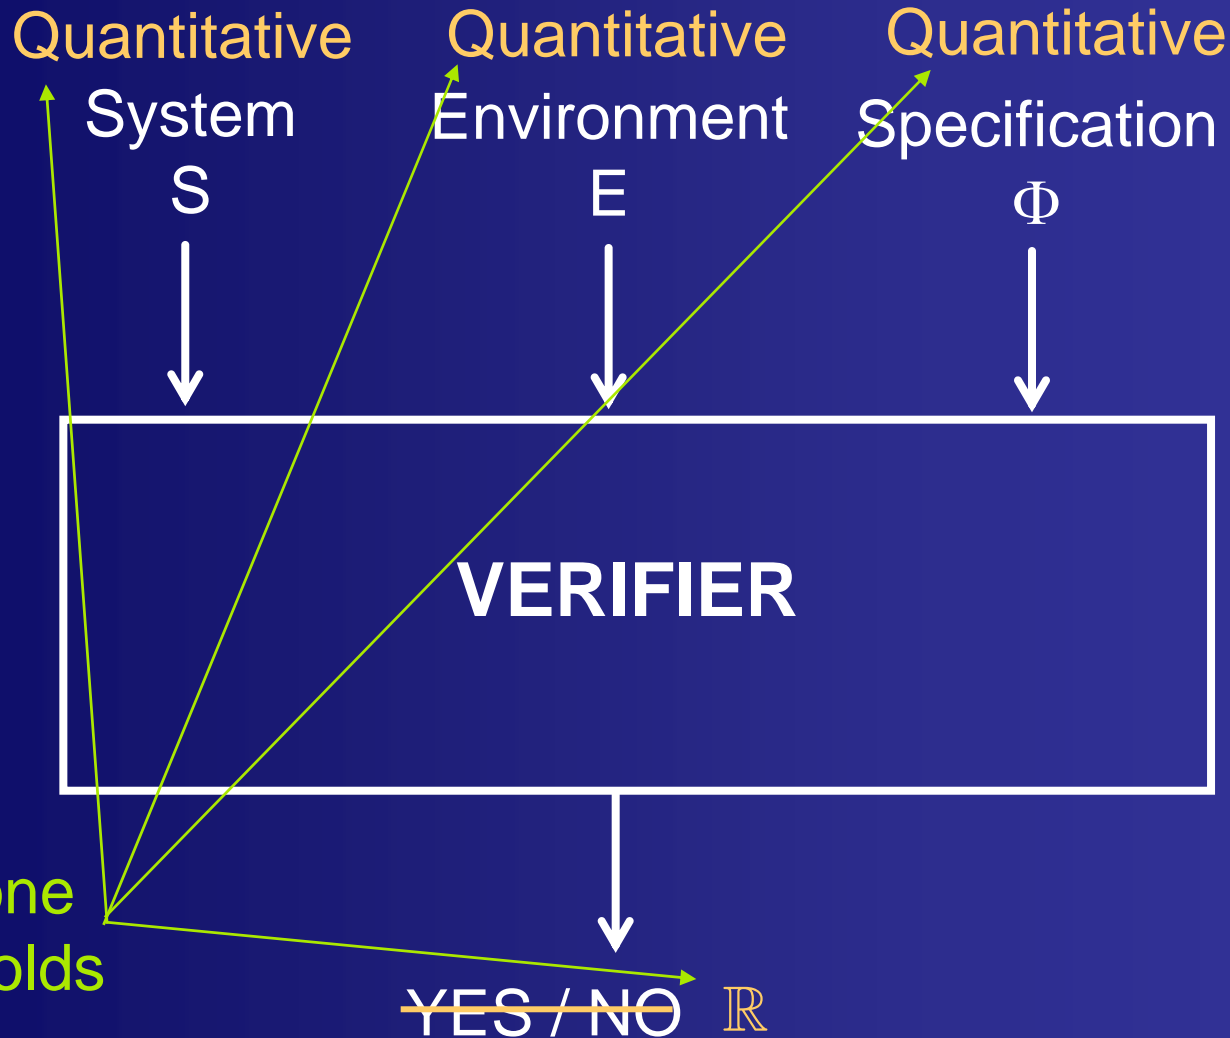 Quantitative Quantitative Quantitative
System Environment Specification
S E Φ
VERIFIER
YES / NO ℝ